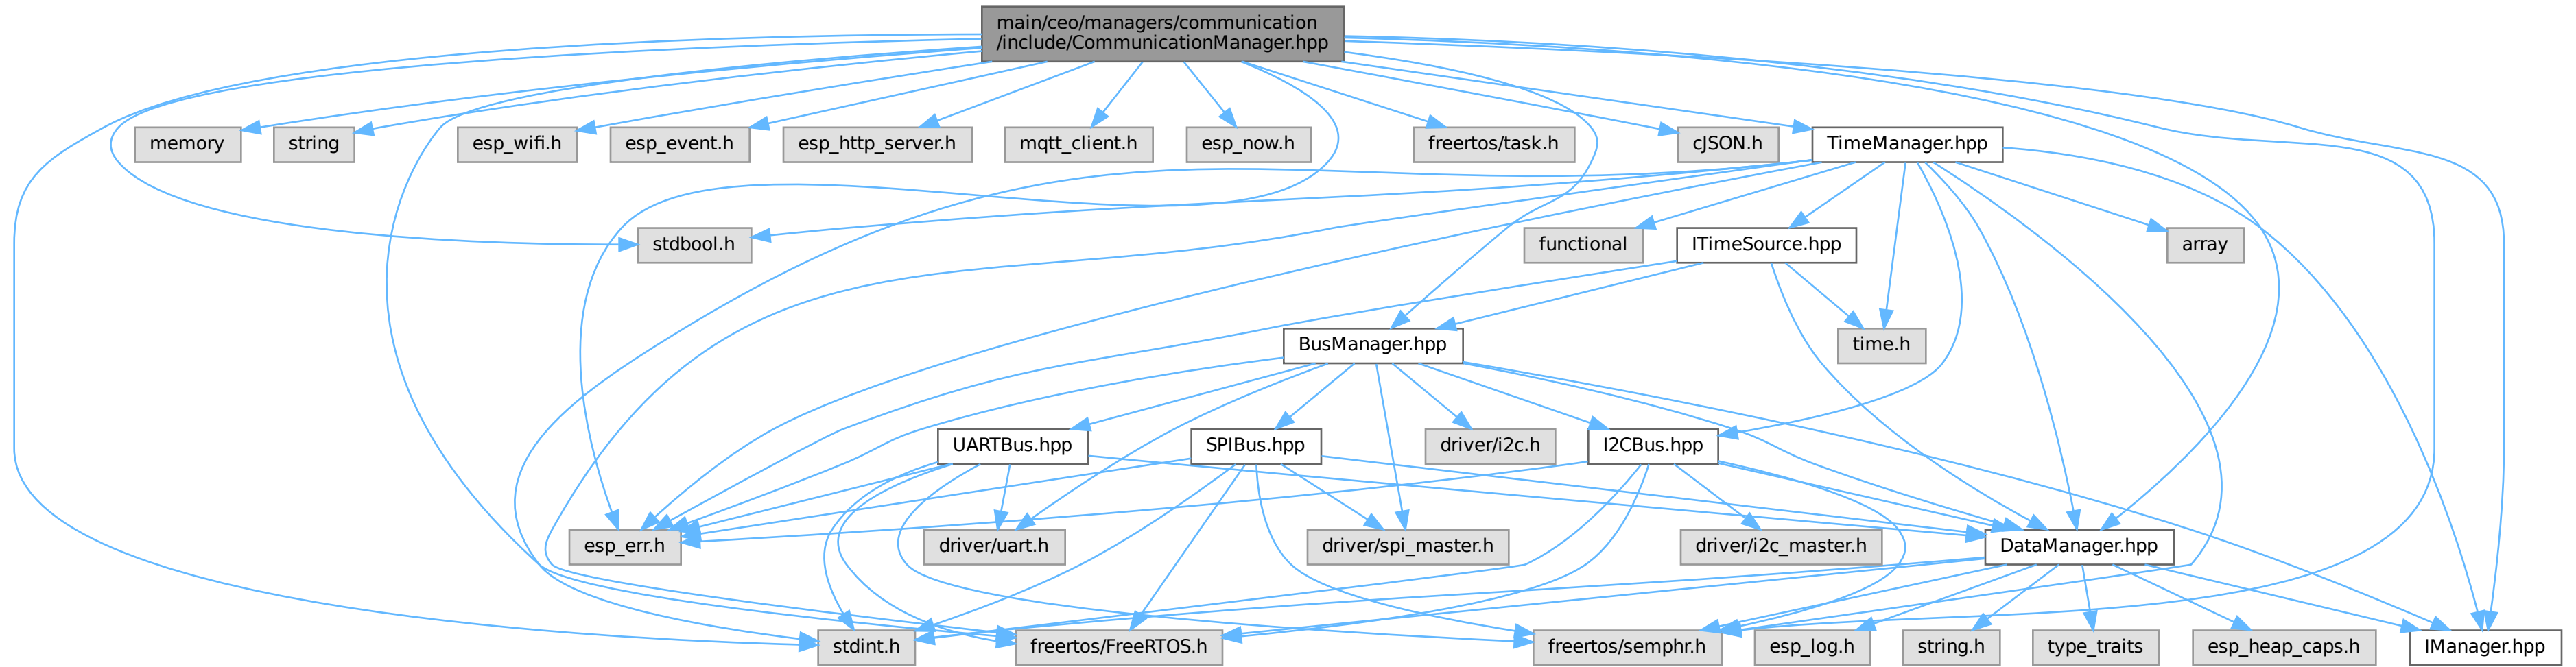 main/ceo/managers/communication
/include/CommunicationManager.hpp
memory
string
esp_wifi.h
esp_event.h
esp_http_server.h
mqtt_client.h
esp_now.h
freertos/task.h
cJSON.h
TimeManager.hpp
stdbool.h
functional
ITimeSource.hpp
array
BusManager.hpp
time.h
UARTBus.hpp
SPIBus.hpp
driver/i2c.h
I2CBus.hpp
esp_err.h
driver/uart.h
driver/spi_master.h
driver/i2c_master.h
DataManager.hpp
stdint.h
freertos/FreeRTOS.h
freertos/semphr.h
esp_log.h
string.h
type_traits
esp_heap_caps.h
IManager.hpp